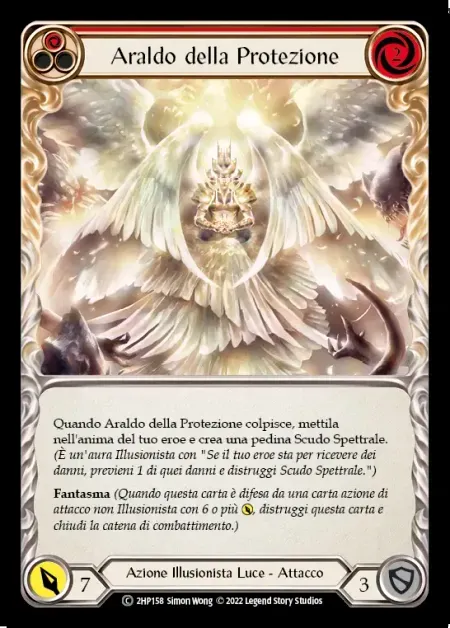 Araldo della Protezione
2
Quando Araldo della Protezione colpisce, mettila
nell'anima del tuo eroe e crea una pedina Scudo Spettrale.
(È un'aura Illusionista con "Se il tuo eroe sta per ricevere dei
danni, previeni 1 di quei danni e distruggi Scudo Spettrale.")
Fantasma (Quando questa carta è difesa da una carta azione di
attacco non Illusionista con 6 o più , distruggi questa carta e
chiudi la catena di combattimento.)
7
Azione Illusionista Luce - Attacco
3
C 2HP158 Simon Wong © 2022 Legend Story Studios